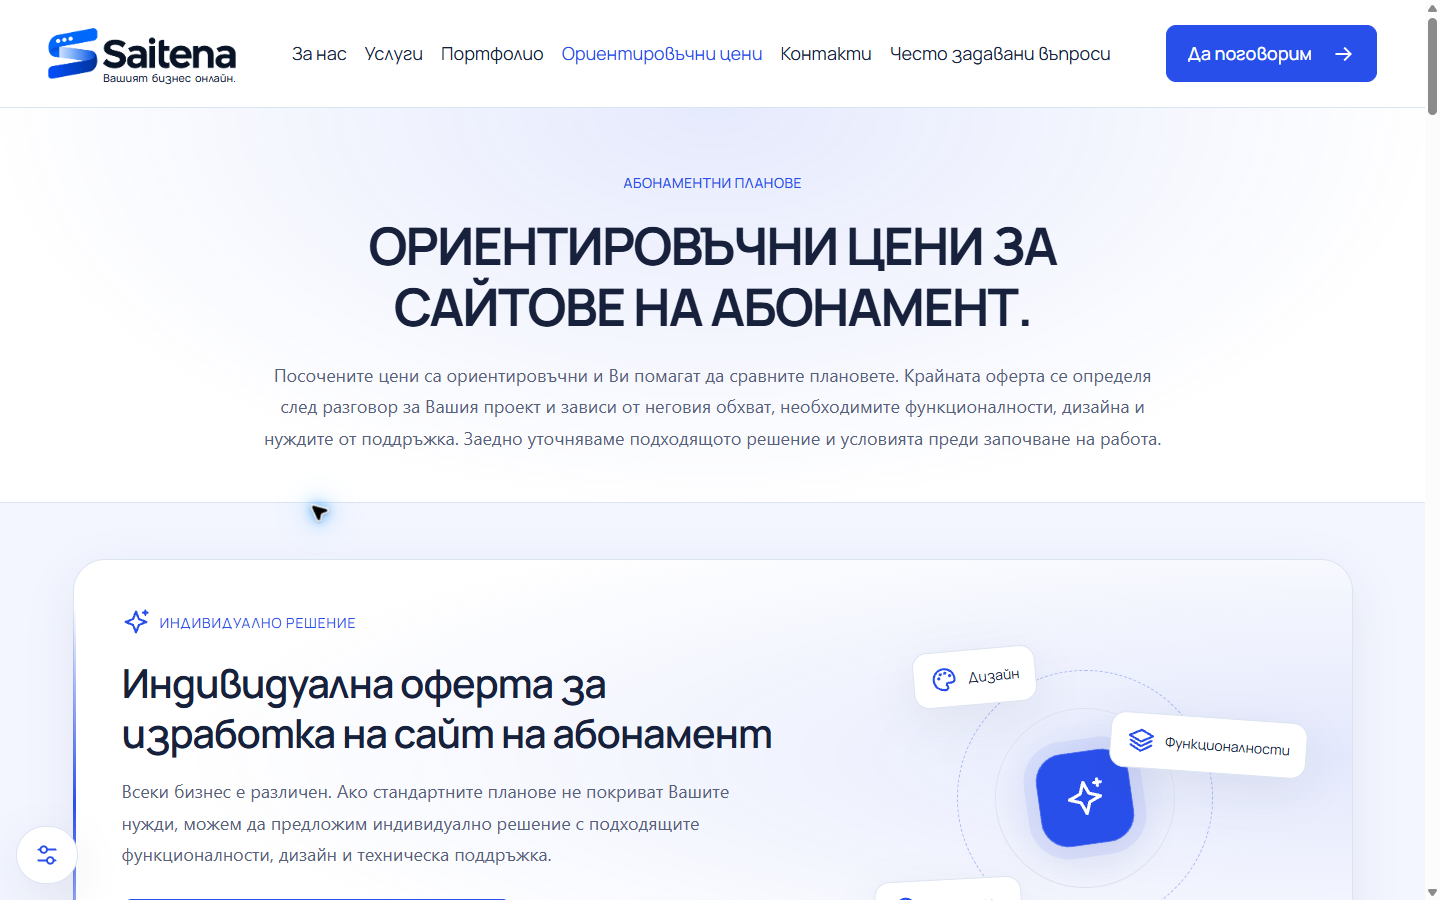 Saitena
Вашият бизнес онлайн.
За нас
Услуги
Портфолио
Ориентировъчни цени
Контакти
Често задавани въпроси
Да поговорим
АБОНАМЕНТНИ ПЛАНОВЕ
ОРИЕНТИРОВЪЧНИ ЦЕНИ ЗА
САЙТОВЕ НА АБОНАМЕНТ.
Посочените цени са ориентировъчни и Ви помагат да сравните плановете. Крайната оферта се определя
след разговор за Вашия проект и зависи от неговия обхват, необходимите функционалности, дизайна и
нуждите от поддръжка. Заедно уточняваме подходящото решение и условията преди започване на работа.
ИНДИВИДУАЛНО РЕШЕНИЕ
Индивидуална оферта за
изработка на сайт на абонамент
Всеки бизнес е различен. Ако стандартните планове не покриват Вашите
нужди, можем да предложим индивидуално решение с подходящите
функционалности, дизайн и техническа поддръжка.
Дизайн
Функционалности